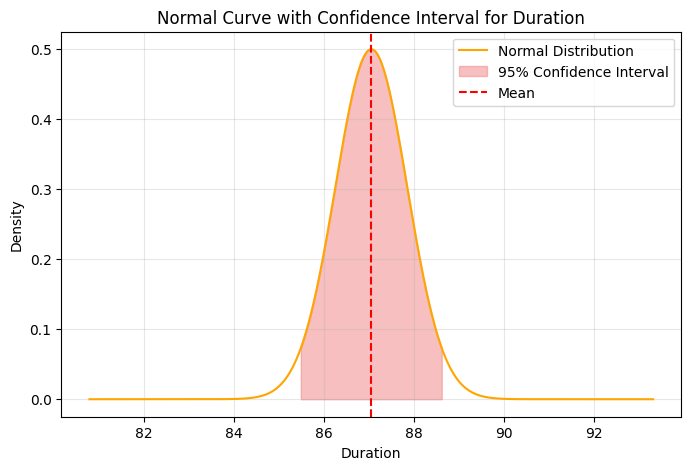 Normal Curve with Confidence Interval for Duration
Normal Distribution
95% Confidence Interval
Mean
Density
0.5
0.4
0.3
0.2
0.1
0.0
82 84 86 88 90 92
Duration